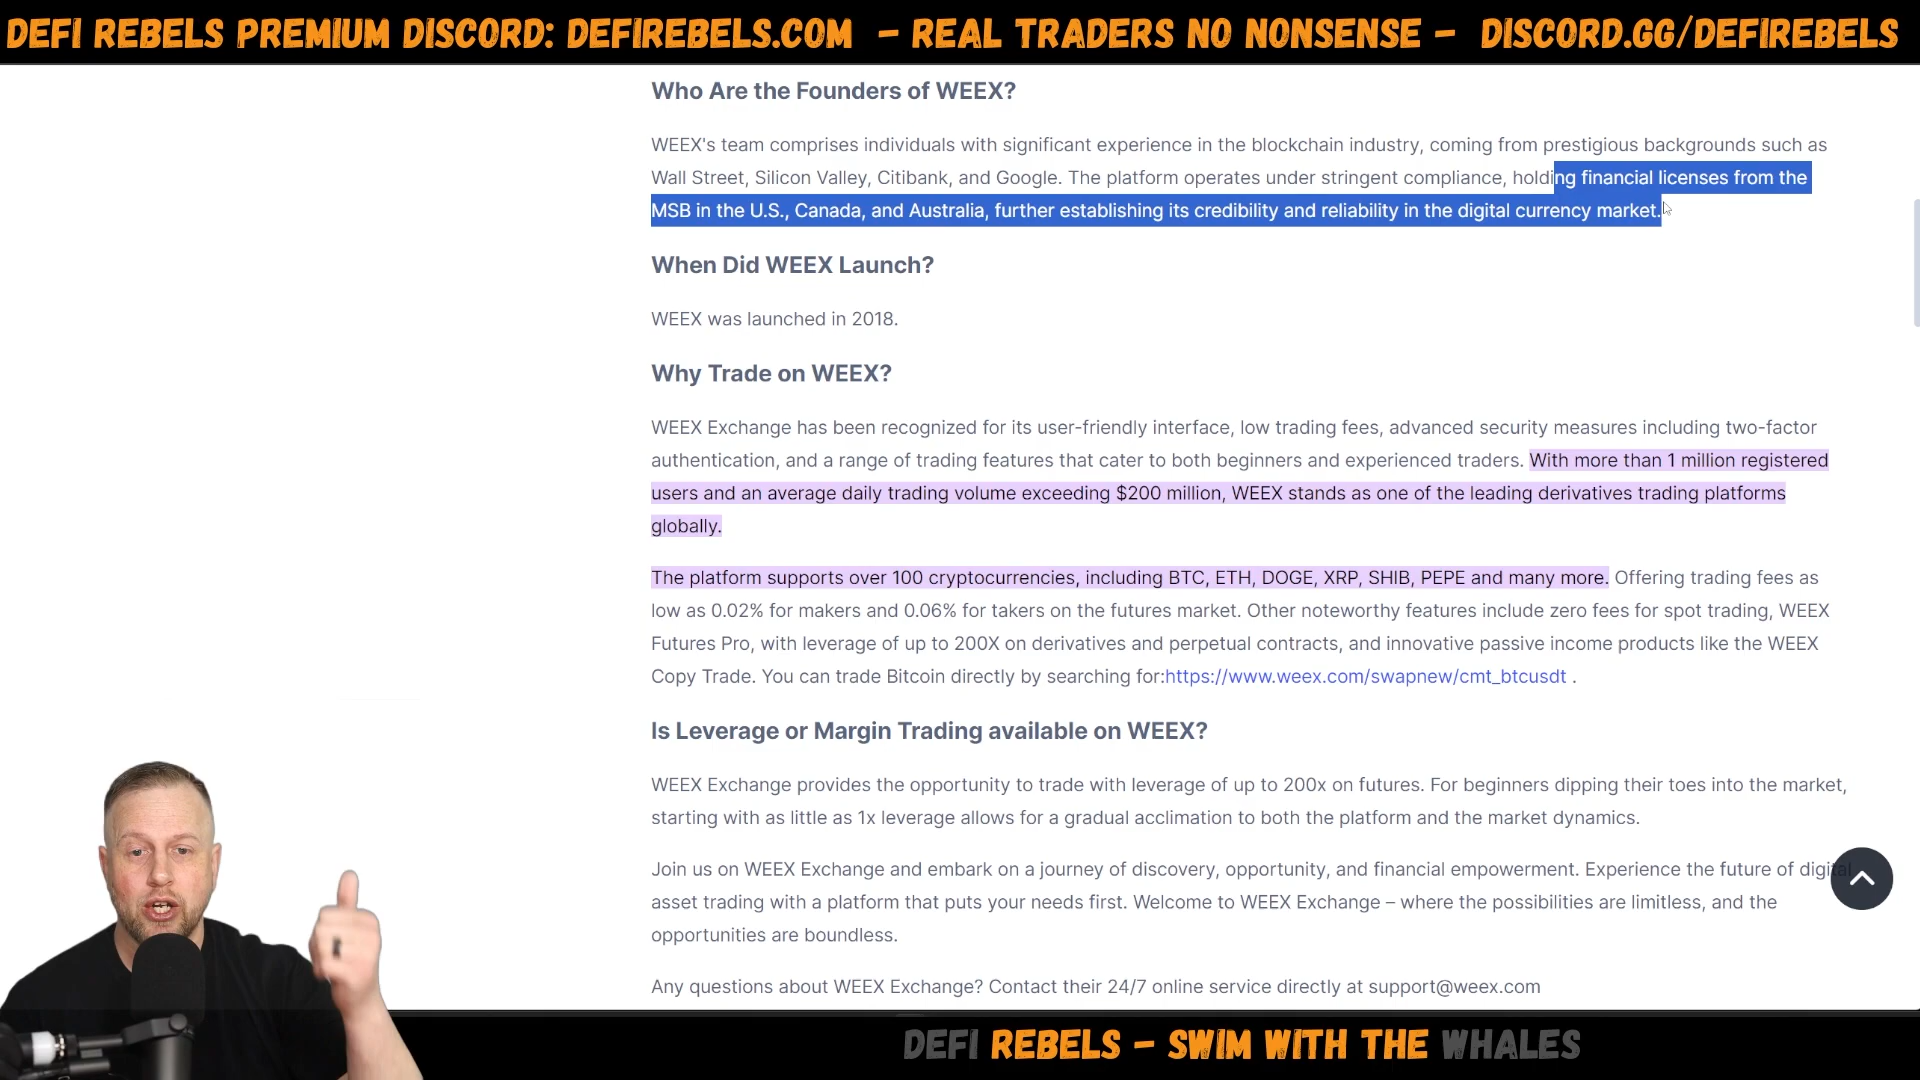 DEFI REBELS PREMIUM DISCORD: DEFIREBELS.COM - REAL TRADERS NO NONSENSE - DISCORD.GG/DEFIREBELS
Who Are the Founders of WEEX?
WEEX's team comprises individuals with significant experience in the blockchain industry, coming from prestigious backgrounds such as
Wall Street, Silicon Valley, Citibank, and Google. The platform operates under stringent compliance, holding financial licenses from the
MSB in the U.S., Canada, and Australia, further establishing its credibility and reliability in the digital currency market.
When Did WEEX Launch?
WEEX was launched in 2018.
Why Trade on WEEX?
WEEX Exchange has been recognized for its user-friendly interface, low trading fees, advanced security measures including two-factor
authentication, and a range of trading features that cater to both beginners and experienced traders. With more than 1 million registered
users and an average daily trading volume exceeding $200 million, WEEX stands as one of the leading derivatives trading platforms
globally.
The platform supports over 100 cryptocurrencies, including BTC, ETH, DOGE, XRP, SHIB, PEPE and many more. Offering trading fees as
low as 0.02% for makers and 0.06% for takers on the futures market. Other noteworthy features include zero fees for spot trading, WEEX
Futures Pro, with leverage of up to 200X on derivatives and perpetual contracts, and innovative passive income products like the WEEX
Copy Trade. You can trade Bitcoin directly by searching for:https://www.weex.com/swapnew/cmt_btcusdt .
Is Leverage or Margin Trading available on WEEX?
WEEX Exchange provides the opportunity to trade with leverage of up to 200x on futures. For beginners dipping their toes into the market,
starting with as little as 1x leverage allows for a gradual acclimation to both the platform and the market dynamics.
Join us on WEEX Exchange and embark on a journey of discovery, opportunity, and financial empowerment. Experience the future of digital
asset trading with a platform that puts your needs first. Welcome to WEEX Exchange – where the possibilities are limitless, and the
opportunities are boundless.
Any questions about WEEX Exchange? Contact their 24/7 online service directly at support@weex.com
DEFI REBELS - SWIM WITH THE WHALES